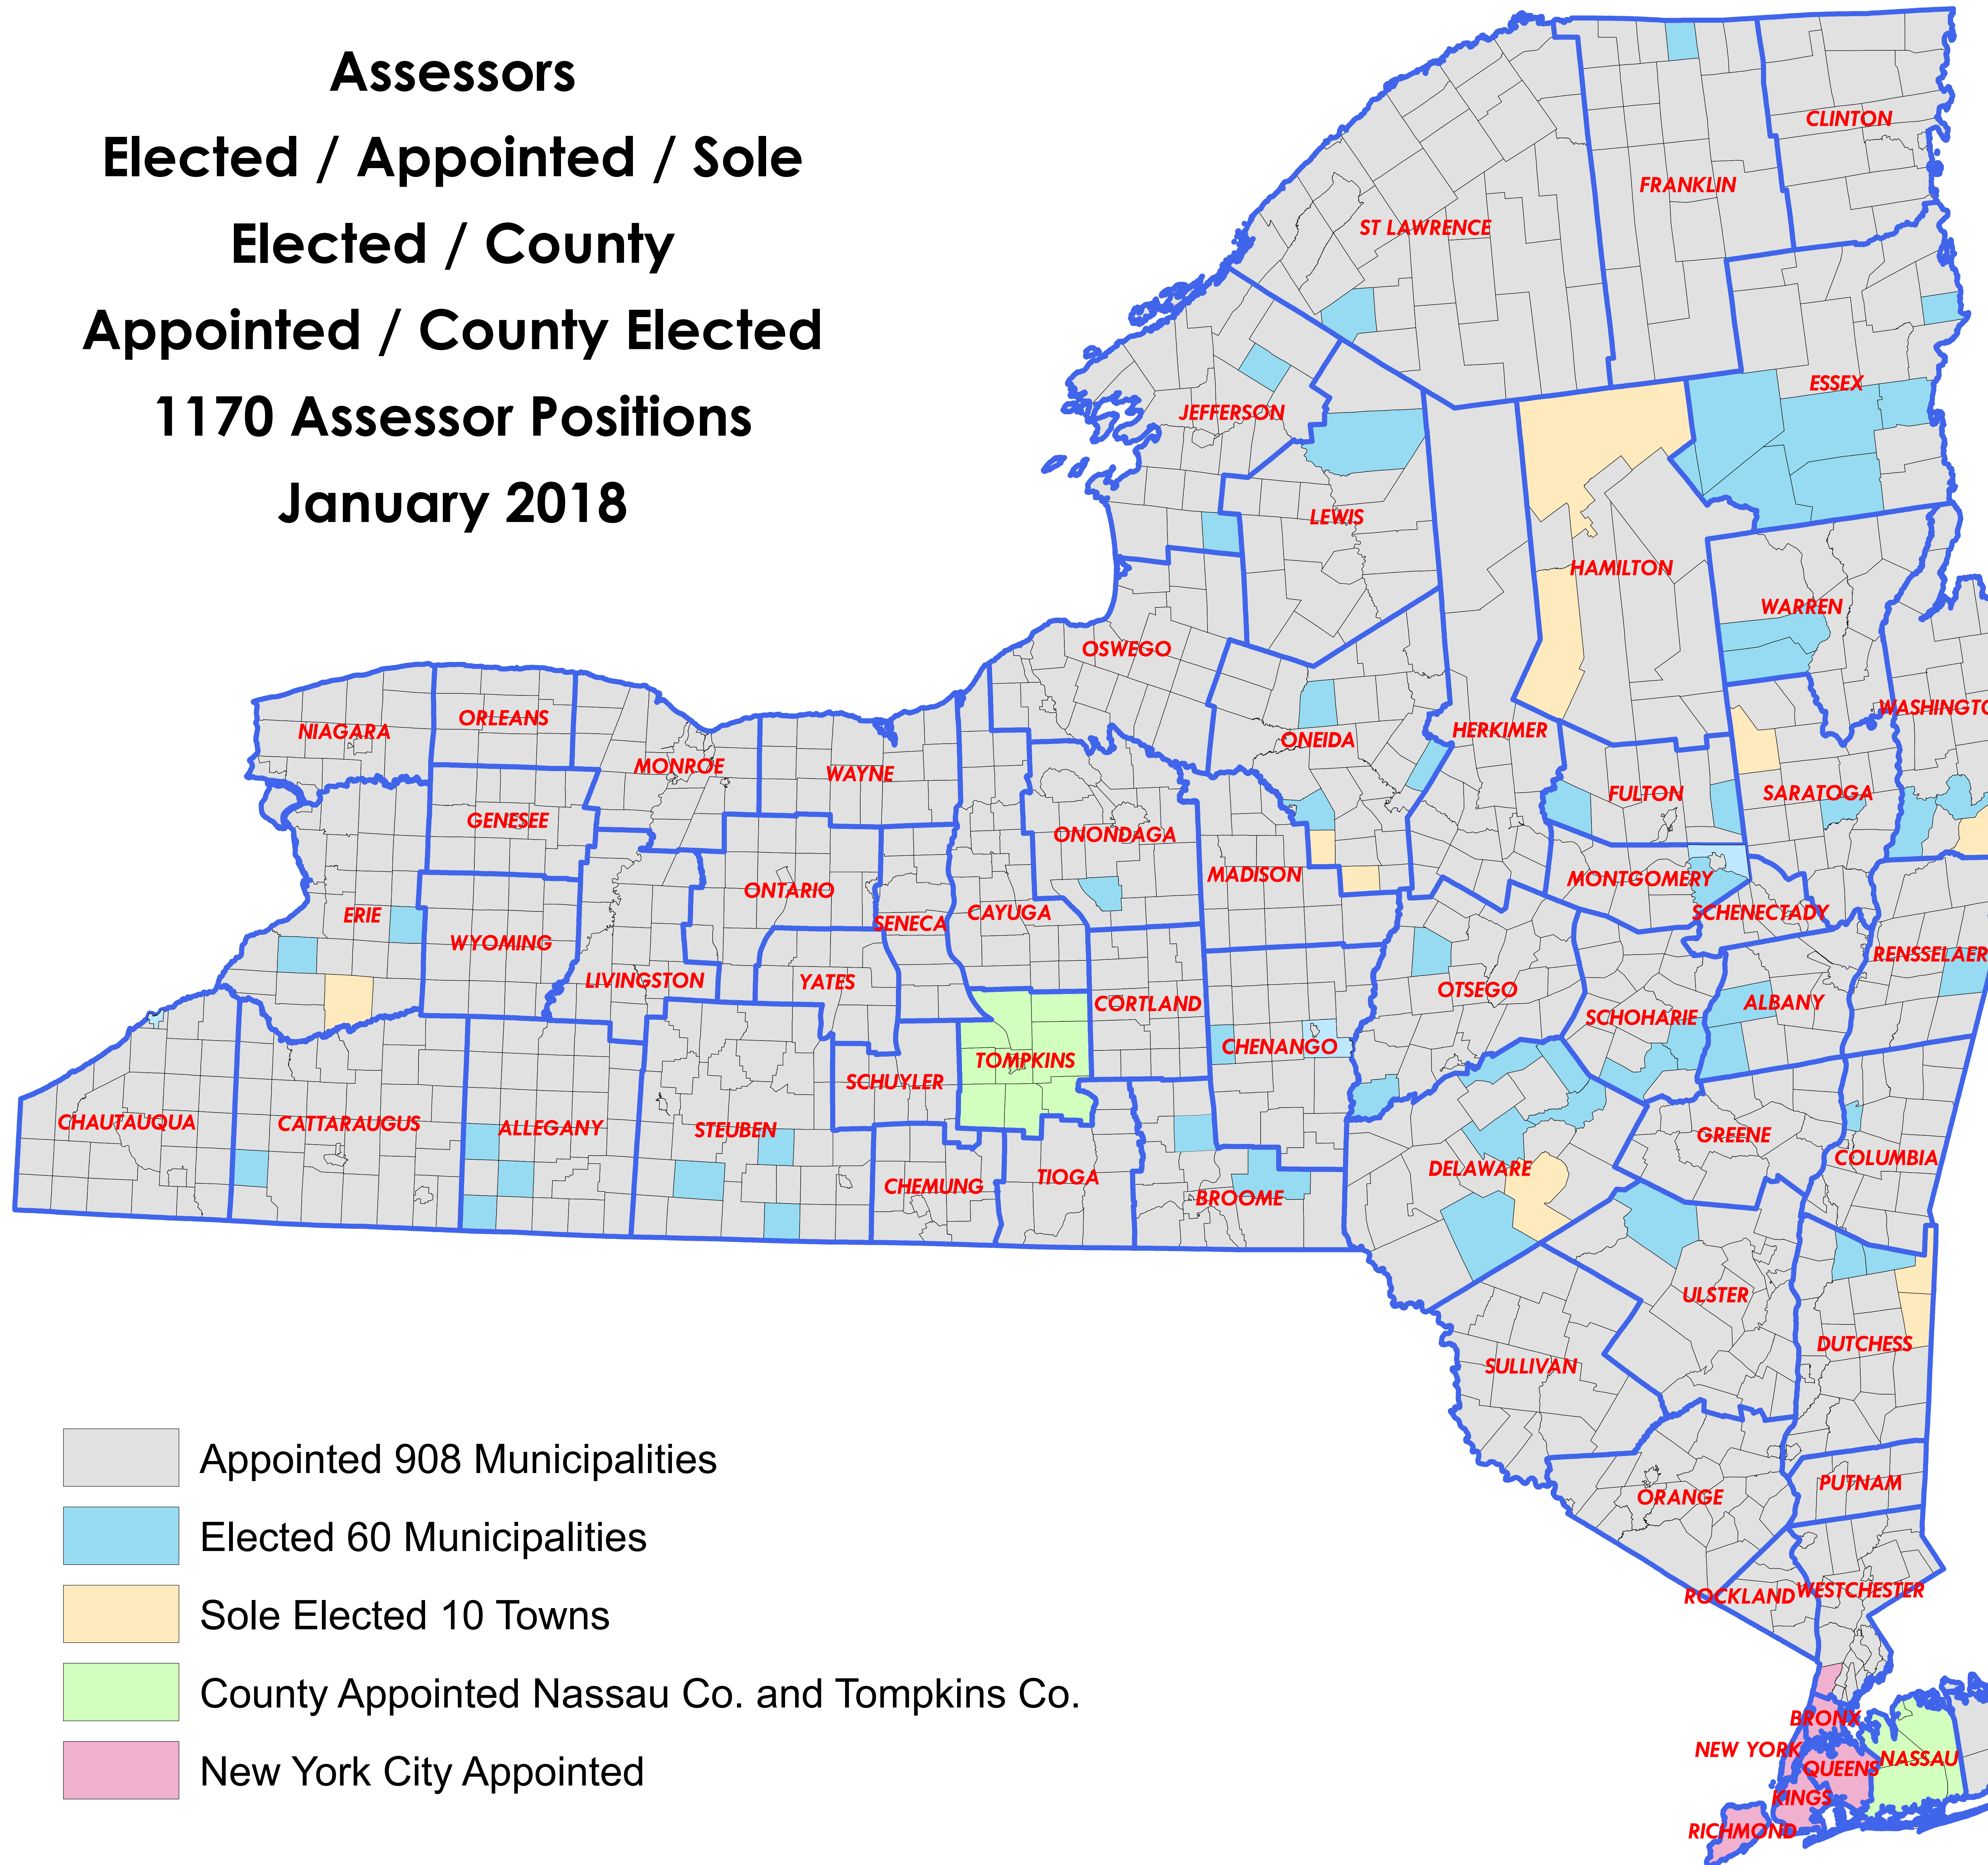 Assessors
Elected / Appointed / Sole
Elected / County
Appointed / County Elected
1170 Assessor Positions
January 2018
CLINTON
FRANKLIN
ST LAWRENCE
ESSEX
JEFFERSON
LEWIS
HAMILTON
WARREN
OSWEGO
WASHINGTO
ORLEANS
NIAGARA
HERKIMER
ONEIDA
MONROE
WAYNE
FULTON
SARATOGA
GENESEE
ONONDAGA
MADISON
MONTGOMERY
ONTARIO
ERIE
CAYUGA
SCHENECTADY
SENECA
WYOMING
RENSSELAER
LIVINGSTON
YATES
OTSEGO
CORTLAND
ALBANY
SCHOHARIE
CHENANGO
TOMPKINS
SCHUYLER
CHAUTAUQUA
CATTARAUGUS
ALLEGANY
STEUBEN
GREENE
COLUMBIA
DELAWARE
TIOGA
CHEMUNG
BROOME
ULSTER
DUTCHESS
SULLIVAN
PUTNAM
ORANGE
ROCKLAND
WESTCHESTER
BRONX
NEW YORK
NASSAU
QUEENS
KINGS
RICHMOND
Appointed 908 Municipalities
Elected 60 Municipalities
Sole Elected 10 Towns
County Appointed Nassau Co. and Tompkins Co.
New York City Appointed